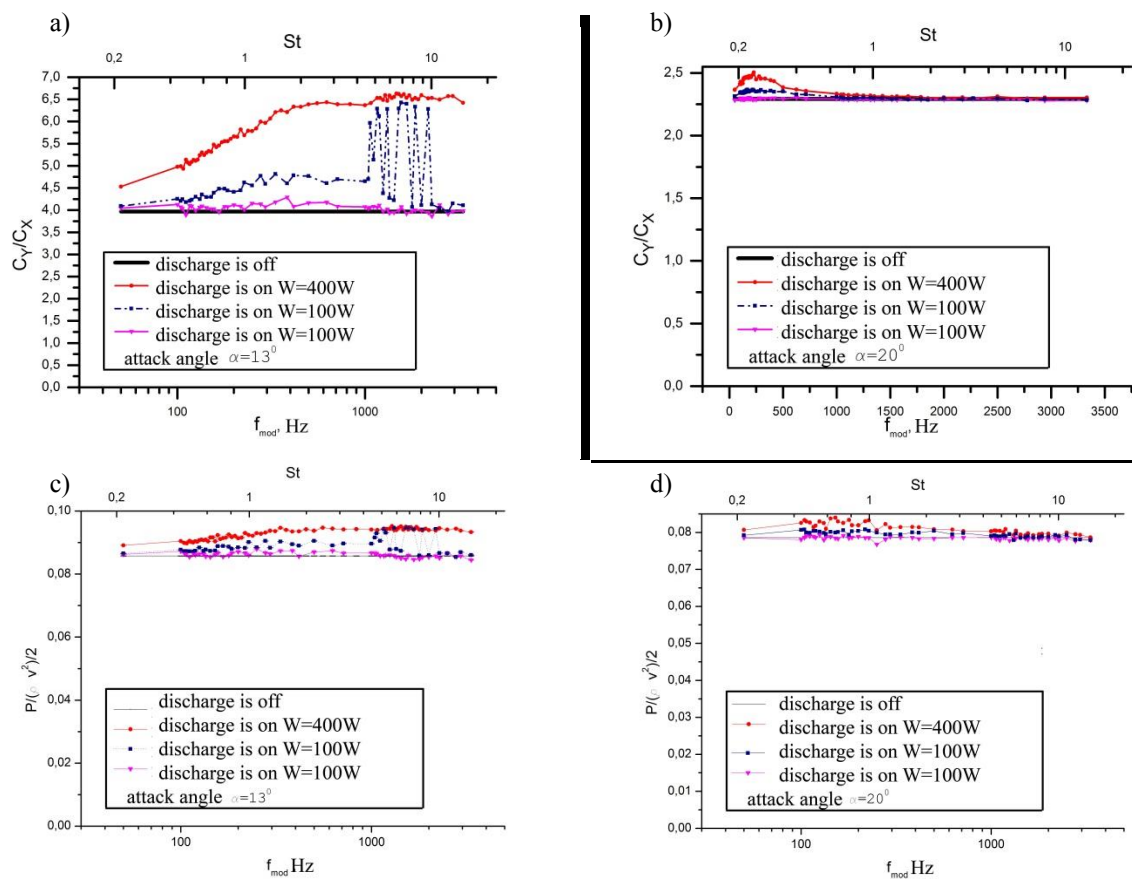 a)
St
0,2 1 10
7,0
6,5
6,0
5,5
5,0
4,5
4,0
3,5
3,0
2,5
2,0
1,5
1,0
0,5
0,0
C_Y/C_X
discharge is off
discharge is on W=400W
discharge is on W=100W
discharge is on W=100W
attack angle α=13⁰
100 1000
f_mod, Hz
b)
St
0,2 1 10
2,5
2,0
1,5
1,0
0,5
0,0
C_Y/C_X
discharge is off
discharge is on W=400W
discharge is on W=100W
discharge is on W=100W
attack angle α=20⁰
0 500 1000 1500 2000 2500 3000 3500
f_mod, Hz
c)
St
0,2 1 10
0,10
0,08
0,06
0,04
0,02
0,00
P/(ρ v²)/2
discharge is off
discharge is on W=400W
discharge is on W=100W
discharge is on W=100W
attack angle α=13⁰
100 1000
f_mod Hz
d)
St
0,2 1 10
0,08
0,07
0,06
0,05
0,04
0,03
0,02
0,01
0,00
P/(ρ v²)/2
discharge is off
discharge is on W=400W
discharge is on W=100W
discharge is on W=100W
attack angle α=20⁰
100 1000
f_mod Hz